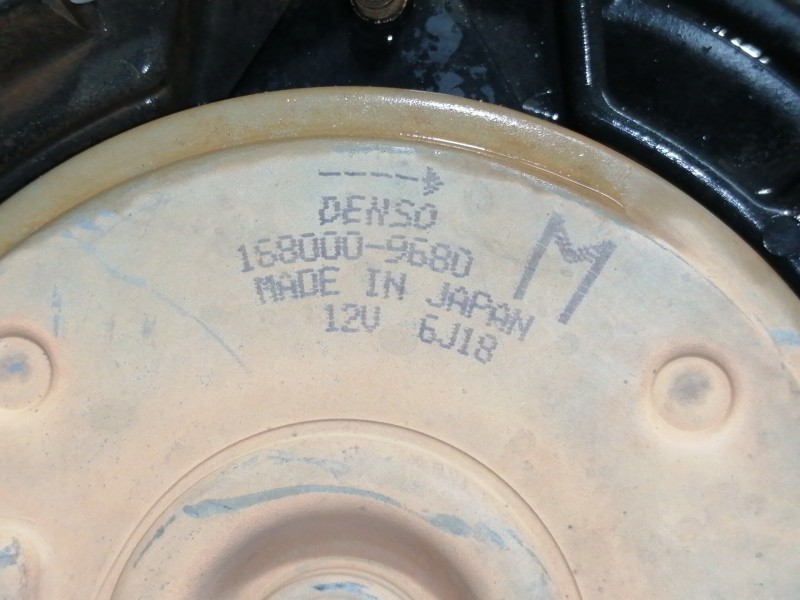 ----*
DENSO
168000-9680
MADE IN JAPAN
12V 6J18
M